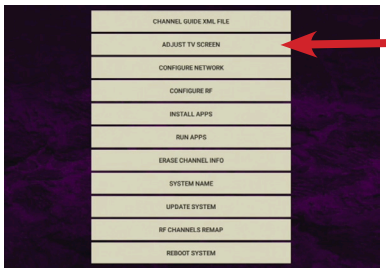 CHANNEL GUIDE XML FILE
ADJUST TV SCREEN
CONFIGURE NETWORK
CONFIGURE RF
INSTALL APPS
RUN APPS
ERASE CHANNEL INFO
SYSTEM NAME
UPDATE SYSTEM
RF CHANNELS REMAP
REBOOT SYSTEM